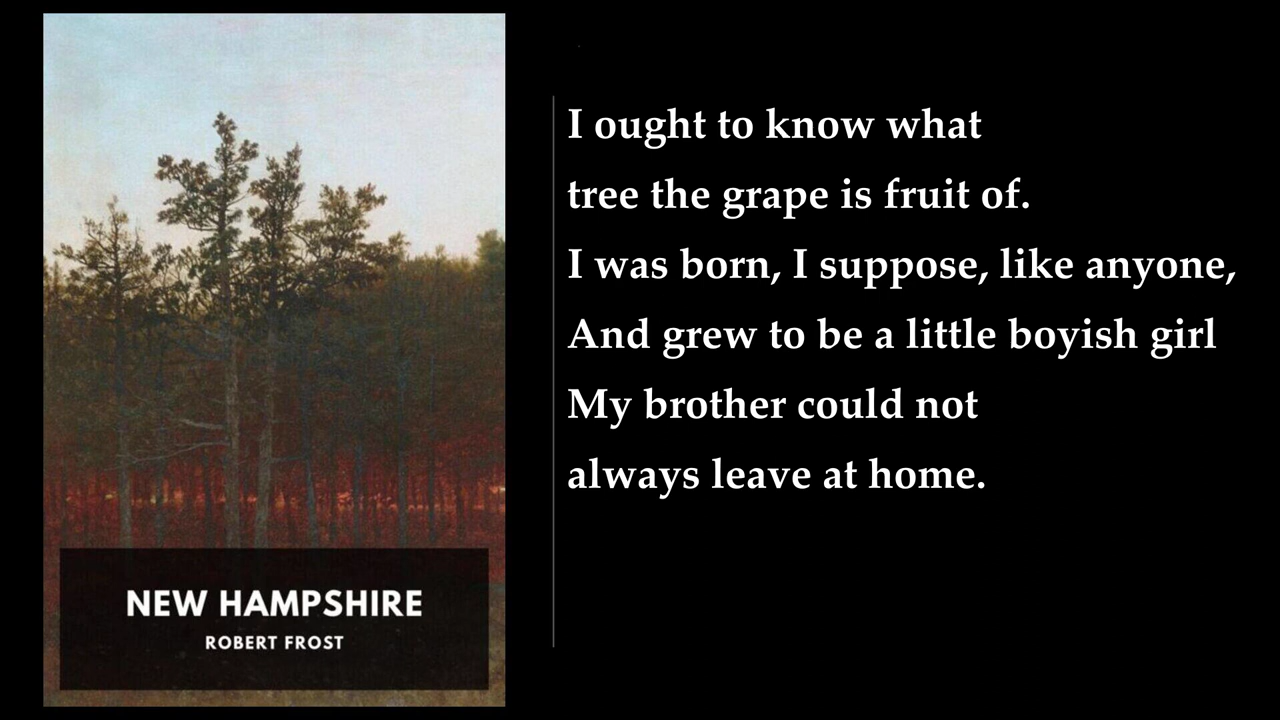 NEW HAMPSHIRE
ROBERT FROST
I ought to know what
tree the grape is fruit of.
I was born, I suppose, like anyone,
And grew to be a little boyish girl
My brother could not
always leave at home.